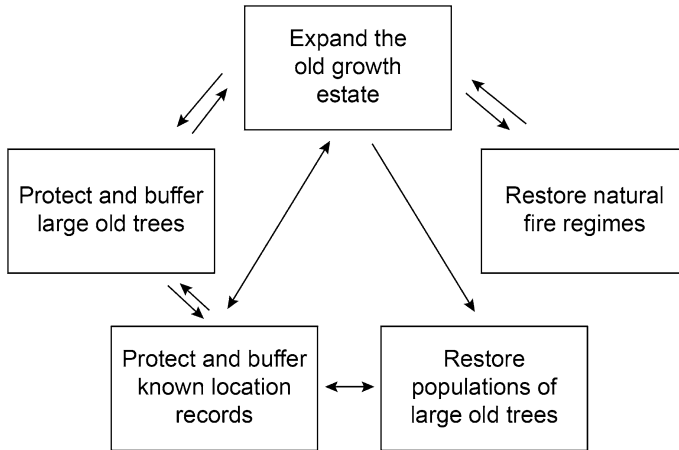 Expand the
old growth
estate
Protect and buffer
large old trees
Restore natural
fire regimes
Protect and buffer
known location
records
Restore
populations of
large old trees